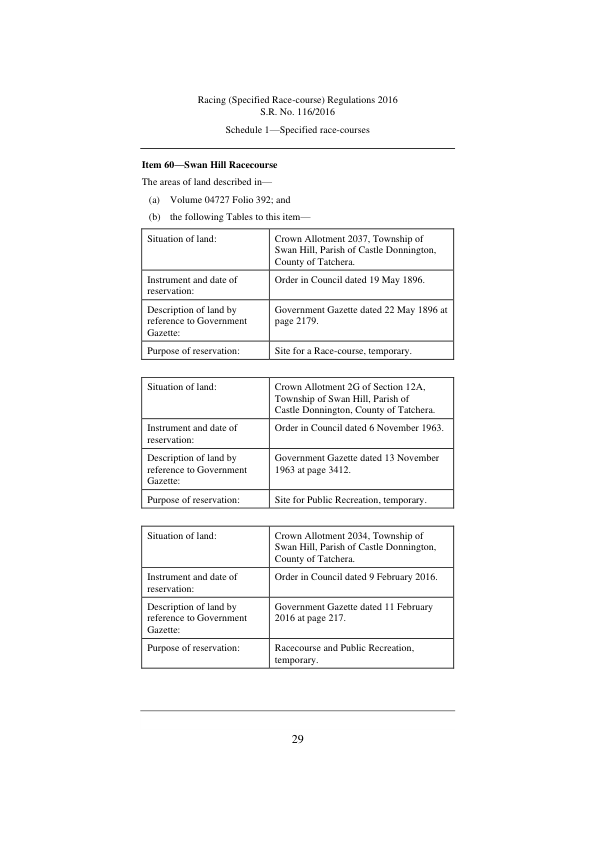 Racing (Specified Race-course) Regulations 2016
S.R. No. 116/2016
Schedule 1—Specified race-courses
Item 60—Swan Hill Racecourse
The areas of land described in—
(a) Volume 04727 Folio 392; and
(b) the following Tables to this item—
Situation of land:
Crown Allotment 2037, Township of
Swan Hill, Parish of Castle Donnington,
County of Tatchera.
Instrument and date of
reservation:
Order in Council dated 19 May 1896.
Description of land by
reference to Government
Gazette:
Government Gazette dated 22 May 1896 at
page 2179.
Purpose of reservation:
Site for a Race-course, temporary.
Situation of land:
Crown Allotment 2G of Section 12A,
Township of Swan Hill, Parish of
Castle Donnington, County of Tatchera.
Instrument and date of
reservation:
Order in Council dated 6 November 1963.
Description of land by
reference to Government
Gazette:
Government Gazette dated 13 November
1963 at page 3412.
Purpose of reservation:
Site for Public Recreation, temporary.
Situation of land:
Crown Allotment 2034, Township of
Swan Hill, Parish of Castle Donnington,
County of Tatchera.
Instrument and date of
reservation:
Order in Council dated 9 February 2016.
Description of land by
reference to Government
Gazette:
Government Gazette dated 11 February
2016 at page 217.
Purpose of reservation:
Racecourse and Public Recreation,
temporary.
29